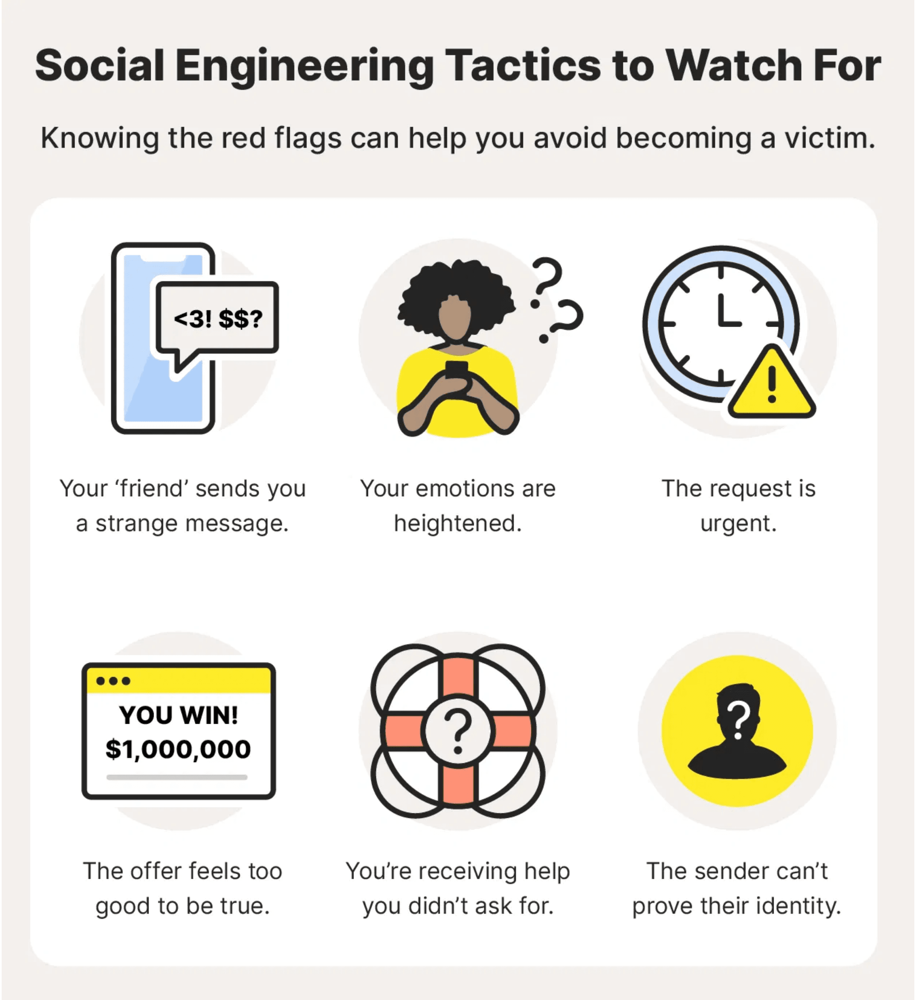 Social Engineering Tactics to Watch For
Knowing the red flags can help you avoid becoming a victim.
<3! $$?
Your ‘friend’ sends you
a strange message.
? ?
Your emotions are
heightened.
!
The request is
urgent.
YOU WIN!
$1,000,000
The offer feels too
good to be true.
?
You’re receiving help
you didn’t ask for.
?
The sender can’t
prove their identity.